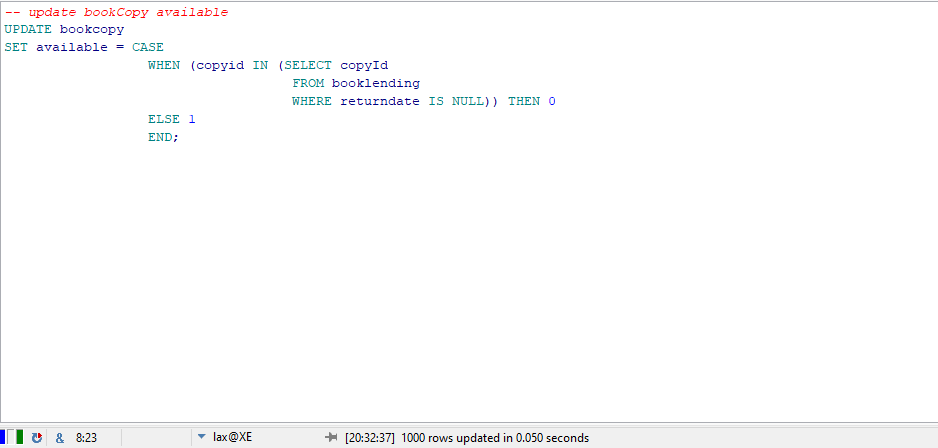 -- update bookCopy available
UPDATE bookcopy
SET available = CASE
WHEN (copyid IN (SELECT copyId
FROM booklending
WHERE returndate IS NULL)) THEN 0
ELSE 1
END;
& 8:23 lax@XE [20:32:37] 1000 rows updated in 0.050 seconds